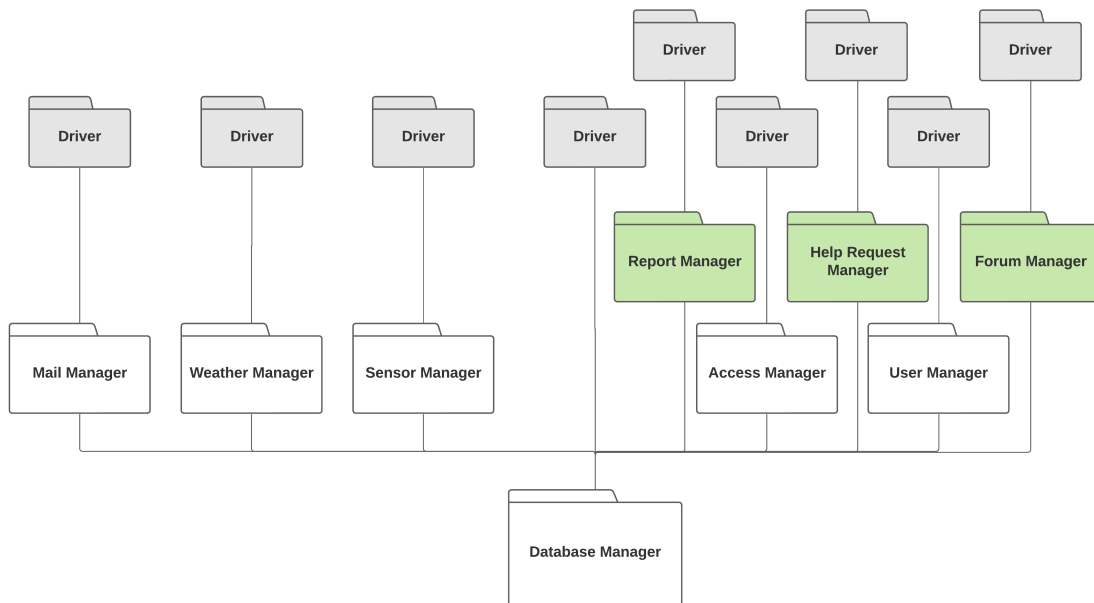 Driver
Driver
Driver
Driver
Driver
Driver
Driver
Driver
Driver
Report Manager
Help Request
Manager
Forum Manager
Mail Manager
Weather Manager
Sensor Manager
Access Manager
User Manager
Database Manager